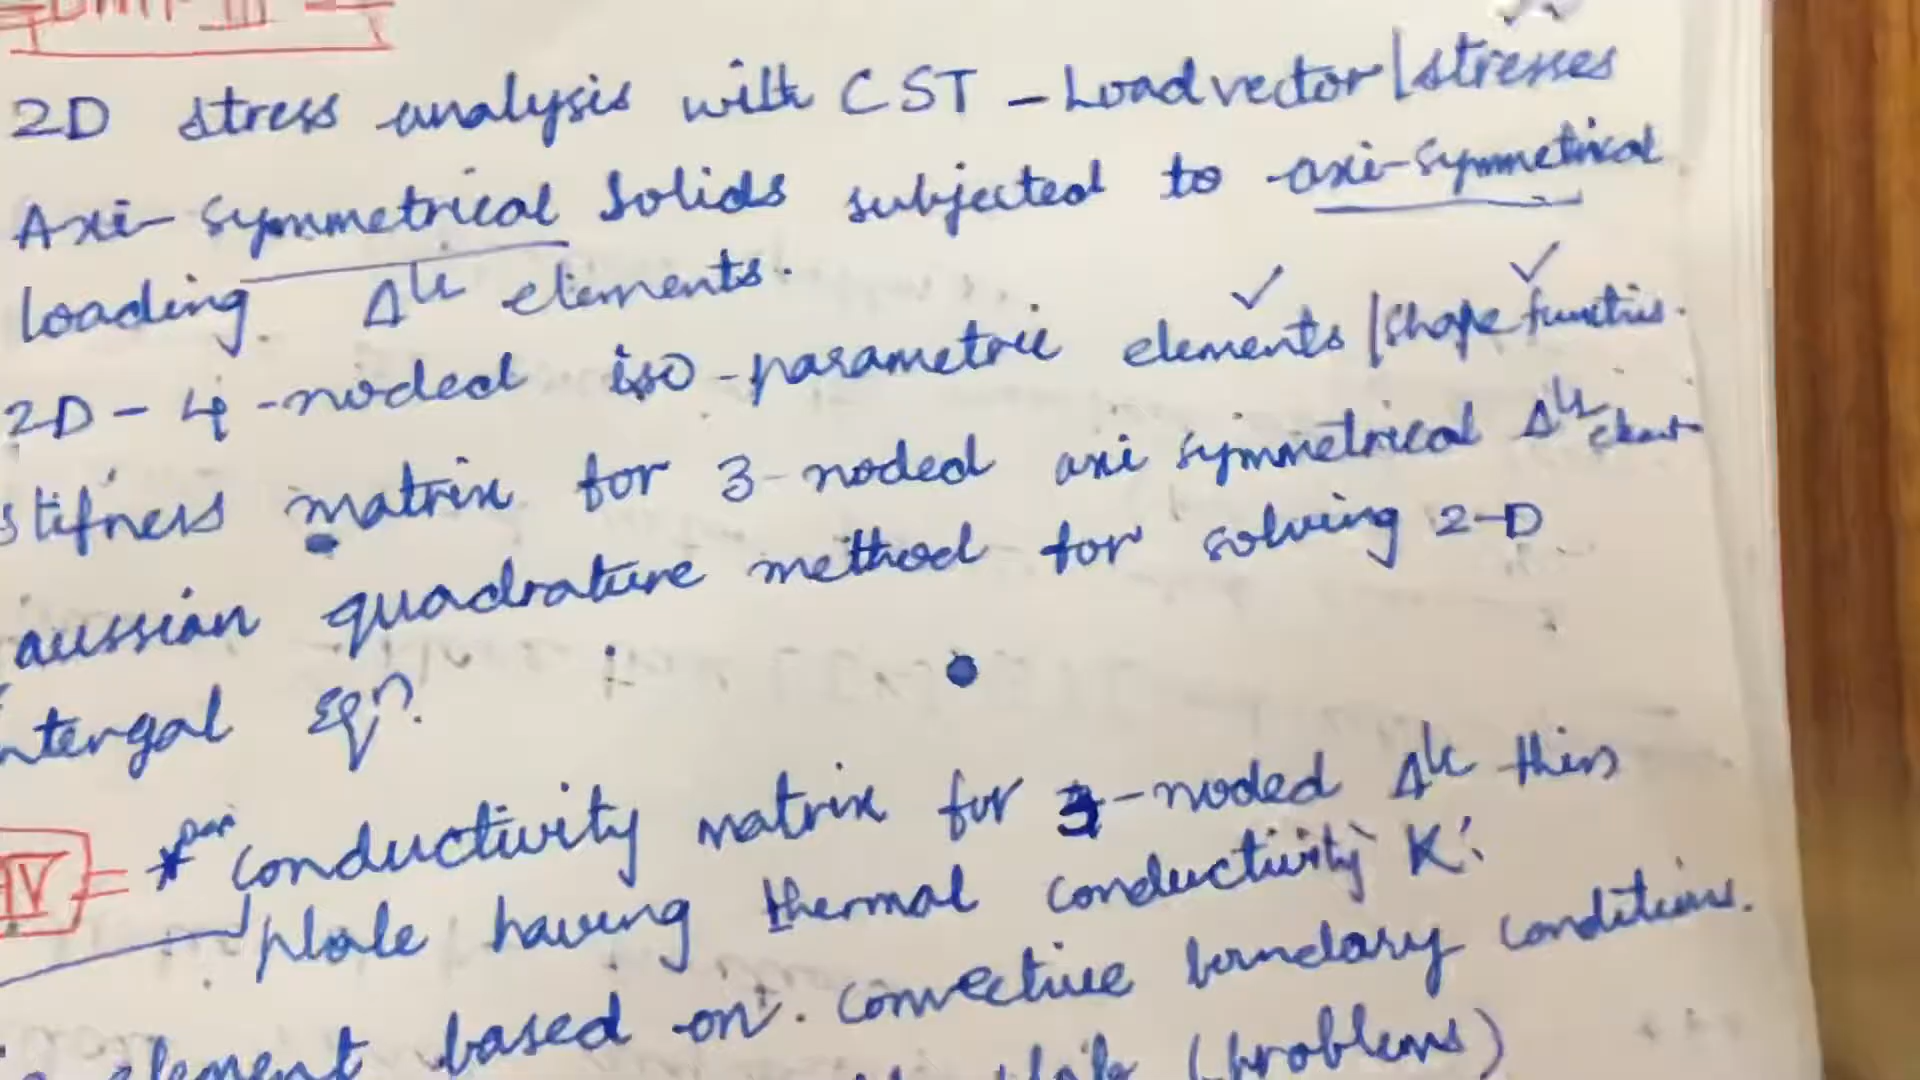 UNIT-III
2D stress analysis with CST - Load vector/stresses
Axi-symmetrical Solids subjected to axi-symmetrical
loading. Δle elements.
2D - 4-noded iso-parametric elements/shape
stifness matrix for 3-noded axi symmetrical Δle
aussian quadrature method for solving 2-D
ntergal Eqn.
IV = * conductivity matrix for 3-noded Δle thin
plate having thermal conductivity 'K'.
element based on. convective boundary conditions.
(problems)